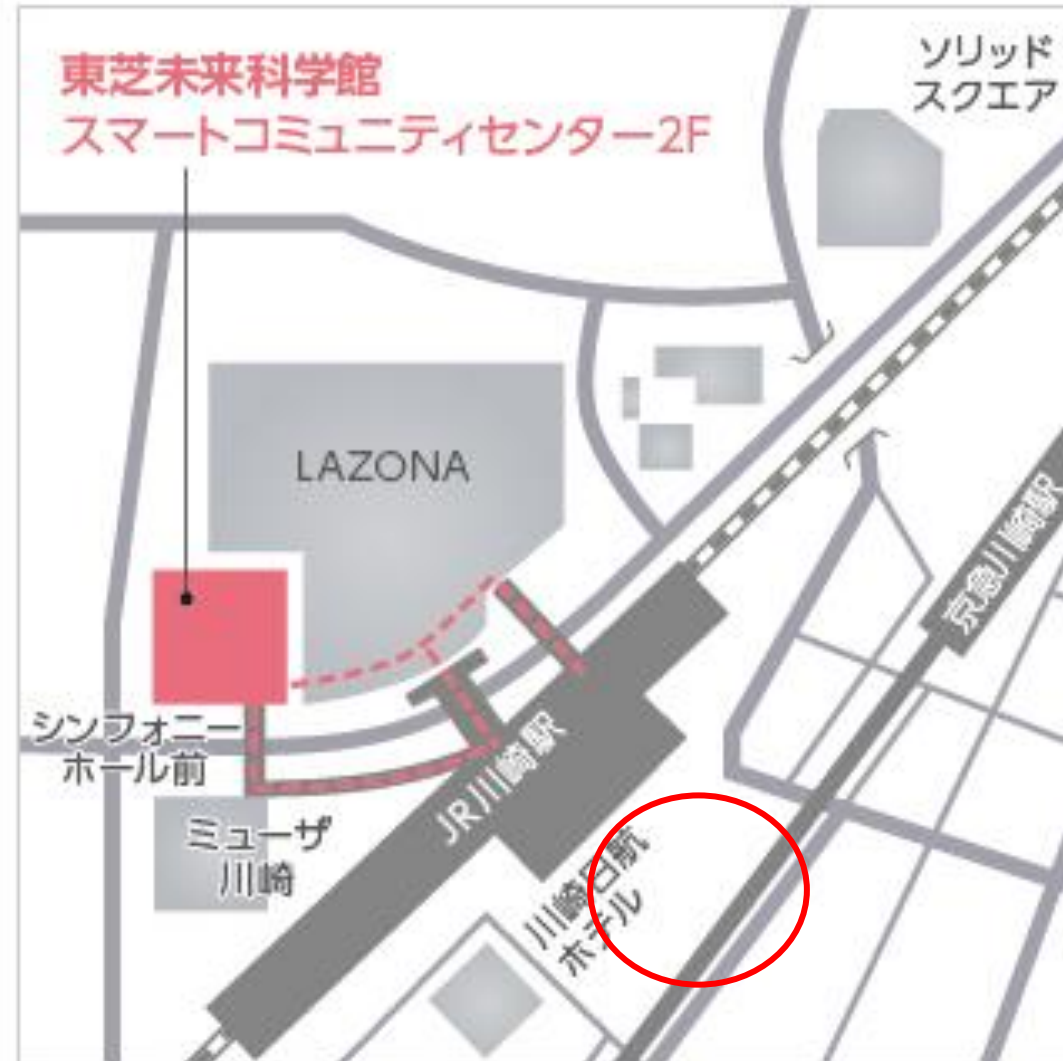 東芝未来科学館
スマートコミュニティセンター2F
ソリッド
スクエア
LAZONA
京急川崎駅
シンフォニー
ホール前
JR川崎駅
ミューザ
川崎
川崎日航
ホテル